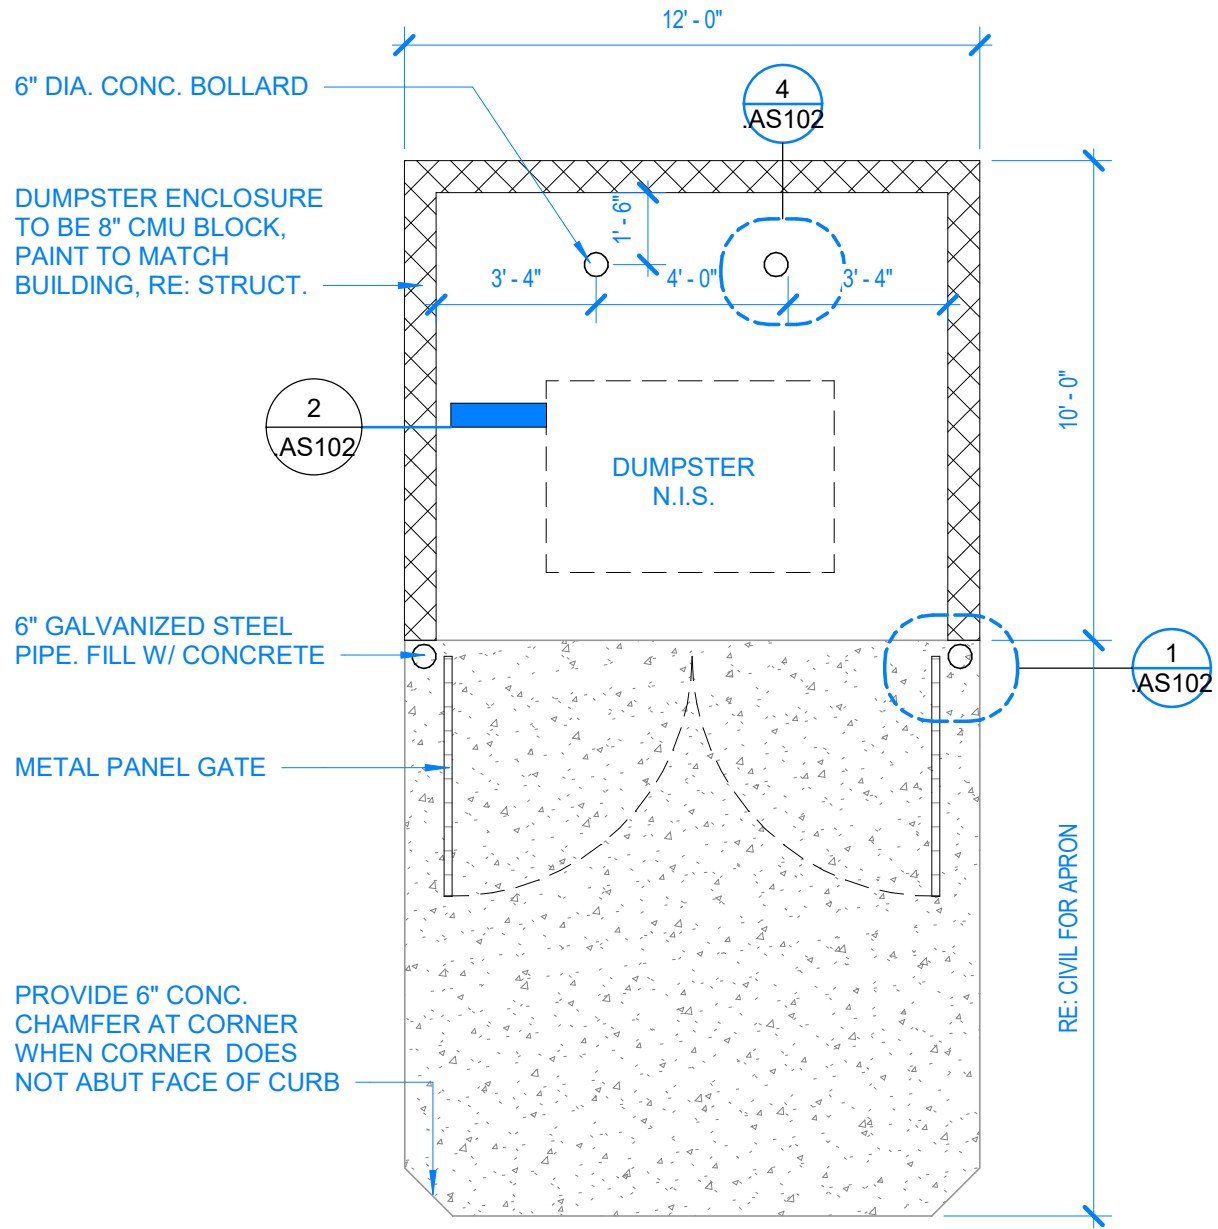 12' - 0"
6" DIA. CONC. BOLLARD
4
.AS102
DUMPSTER ENCLOSURE
TO BE 8" CMU BLOCK,
PAINT TO MATCH
BUILDING, RE: STRUCT.
1' - 6"
3' - 4"
4' - 0"
3' - 4"
10' - 0"
2
.AS102
DUMPSTER
N.I.S.
6" GALVANIZED STEEL
PIPE. FILL W/ CONCRETE
1
.AS102
METAL PANEL GATE
RE: CIVIL FOR APRON
PROVIDE 6" CONC.
CHAMFER AT CORNER
WHEN CORNER DOES
NOT ABUT FACE OF CURB